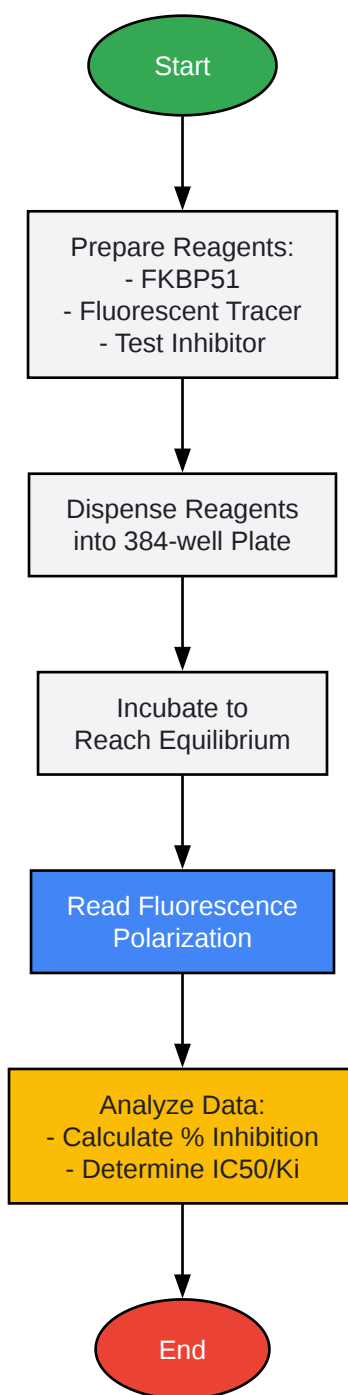 Start
Prepare Reagents:
- FKBP51
- Fluorescent Tracer
- Test Inhibitor
Dispense Reagents
into 384-well Plate
Incubate to
Reach Equilibrium
Read Fluorescence
Polarization
Analyze Data:
- Calculate % Inhibition
- Determine IC50/Ki
End